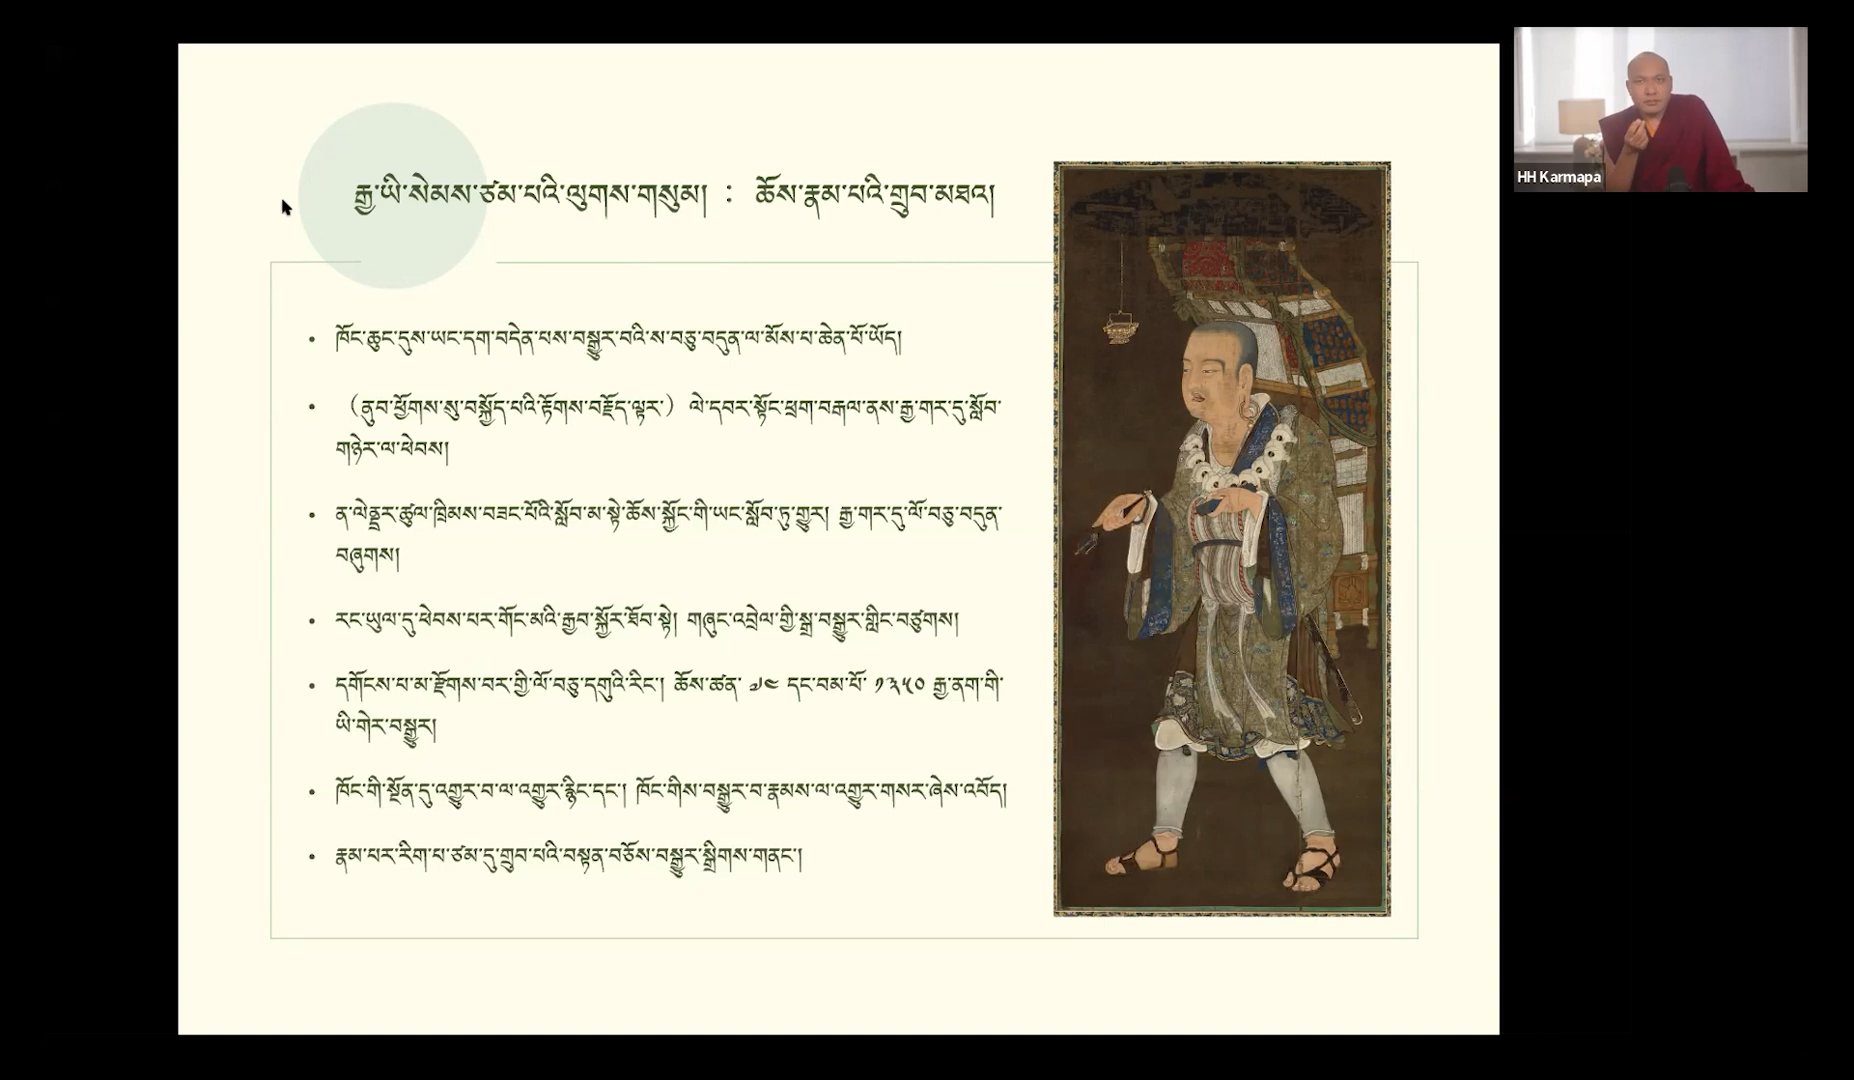 རྒྱ་ཡི་སེམས་ཙམ་པའི་ལུགས་གསུམ། : ཆོས་རྣམ་པའི་གྲུབ་མཐའ།
HH Karmapa
• ཁོང་ཆུང་དུས་ཡང་དག་བདེན་པས་བསྒྱུར་བའི་ས་བཅུ་བདུན་ལ་མོས་པ་ཆེན་པོ་ཡོད།
• (ནུབ་ཕྱོགས་སུ་བསྐྱོད་པའི་རྟོགས་བརྗོད་ལྟར་) ལེ་དབར་སྟོང་ཕྲག་བརྒལ་ནས་རྒྱ་གར་དུ་སློབ་
གཉེར་ལ་ཕེབས།
• ན་ལེནྡྲར་ཚུལ་ཁྲིམས་བཟང་པོའི་སློབ་མ་སྟེ་ཆོས་སྐྱོང་གི་ཡང་སློབ་ཏུ་གྱུར། རྒྱ་གར་དུ་ལོ་བཅུ་བདུན་
བཞུགས།
• རང་ཡུལ་དུ་ཕེབས་པར་གོང་མའི་རྒྱབ་སྐྱོར་ཐོབ་སྟེ། གཞུང་འབྲེལ་གྱི་སྒྲ་བསྒྱུར་གླིང་བཙུགས།
• དགོངས་པ་མ་རྫོགས་བར་གྱི་ལོ་བཅུ་དགུའི་རིང་། ཆོས་ཚན་ ༧༤ དང་བམ་པོ་ ༡༣༥༠ རྒྱ་ནག་གི་
ཡི་གེར་བསྒྱུར།
• ཁོང་གི་སྔོན་དུ་འགྱུར་བ་ལ་འགྱུར་རྙིང་དང་། ཁོང་གིས་བསྒྱུར་བ་རྣམས་ལ་འགྱུར་གསར་ཞེས་འབོད།
• རྣམ་པར་རིག་པ་ཙམ་དུ་གྲུབ་པའི་བསྟན་བཅོས་བསྒྱུར་སྒྲིགས་གནང་།